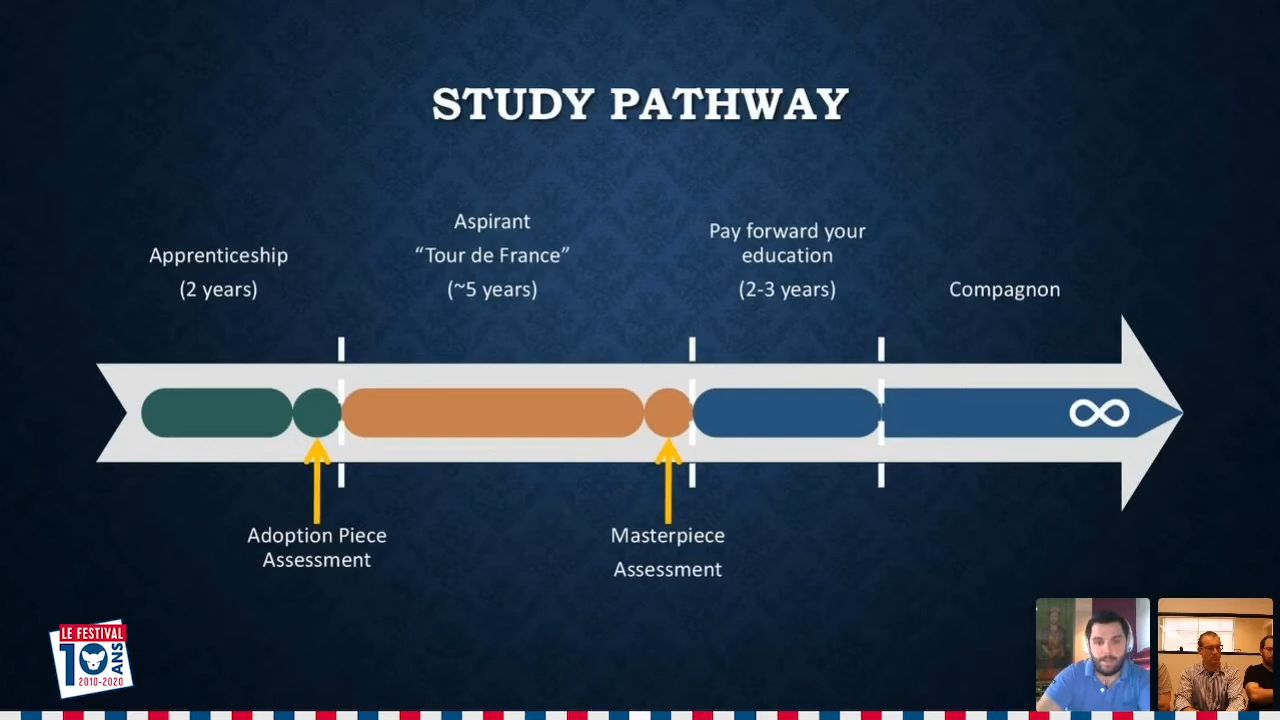 STUDY PATHWAY
Apprenticeship
(2 years)
Aspirant
“Tour de France”
(~5 years)
Pay forward your
education
(2-3 years)
Compagnon
Adoption Piece
Assessment
Masterpiece
Assessment
LE FESTIVAL
10 ANS
2010-2020